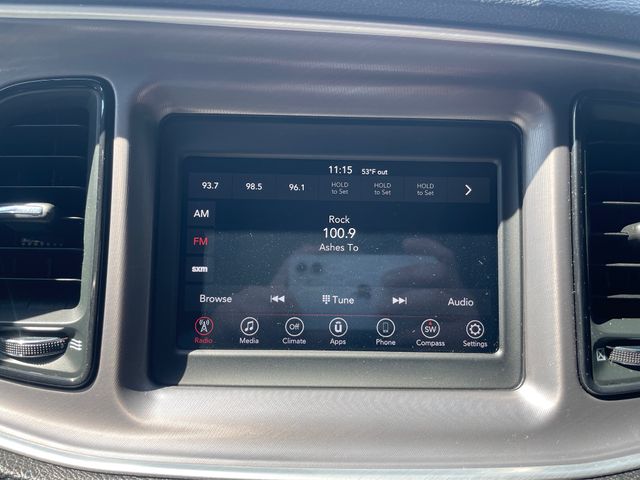 11:15 53°F out
93.7 98.5 96.1 HOLD to Set HOLD to Set HOLD to Set
AM
Rock
FM 100.9
Ashes To
sxm
Browse Tune Audio
Off SW
Radio Media Climate Apps Phone Compass Settings